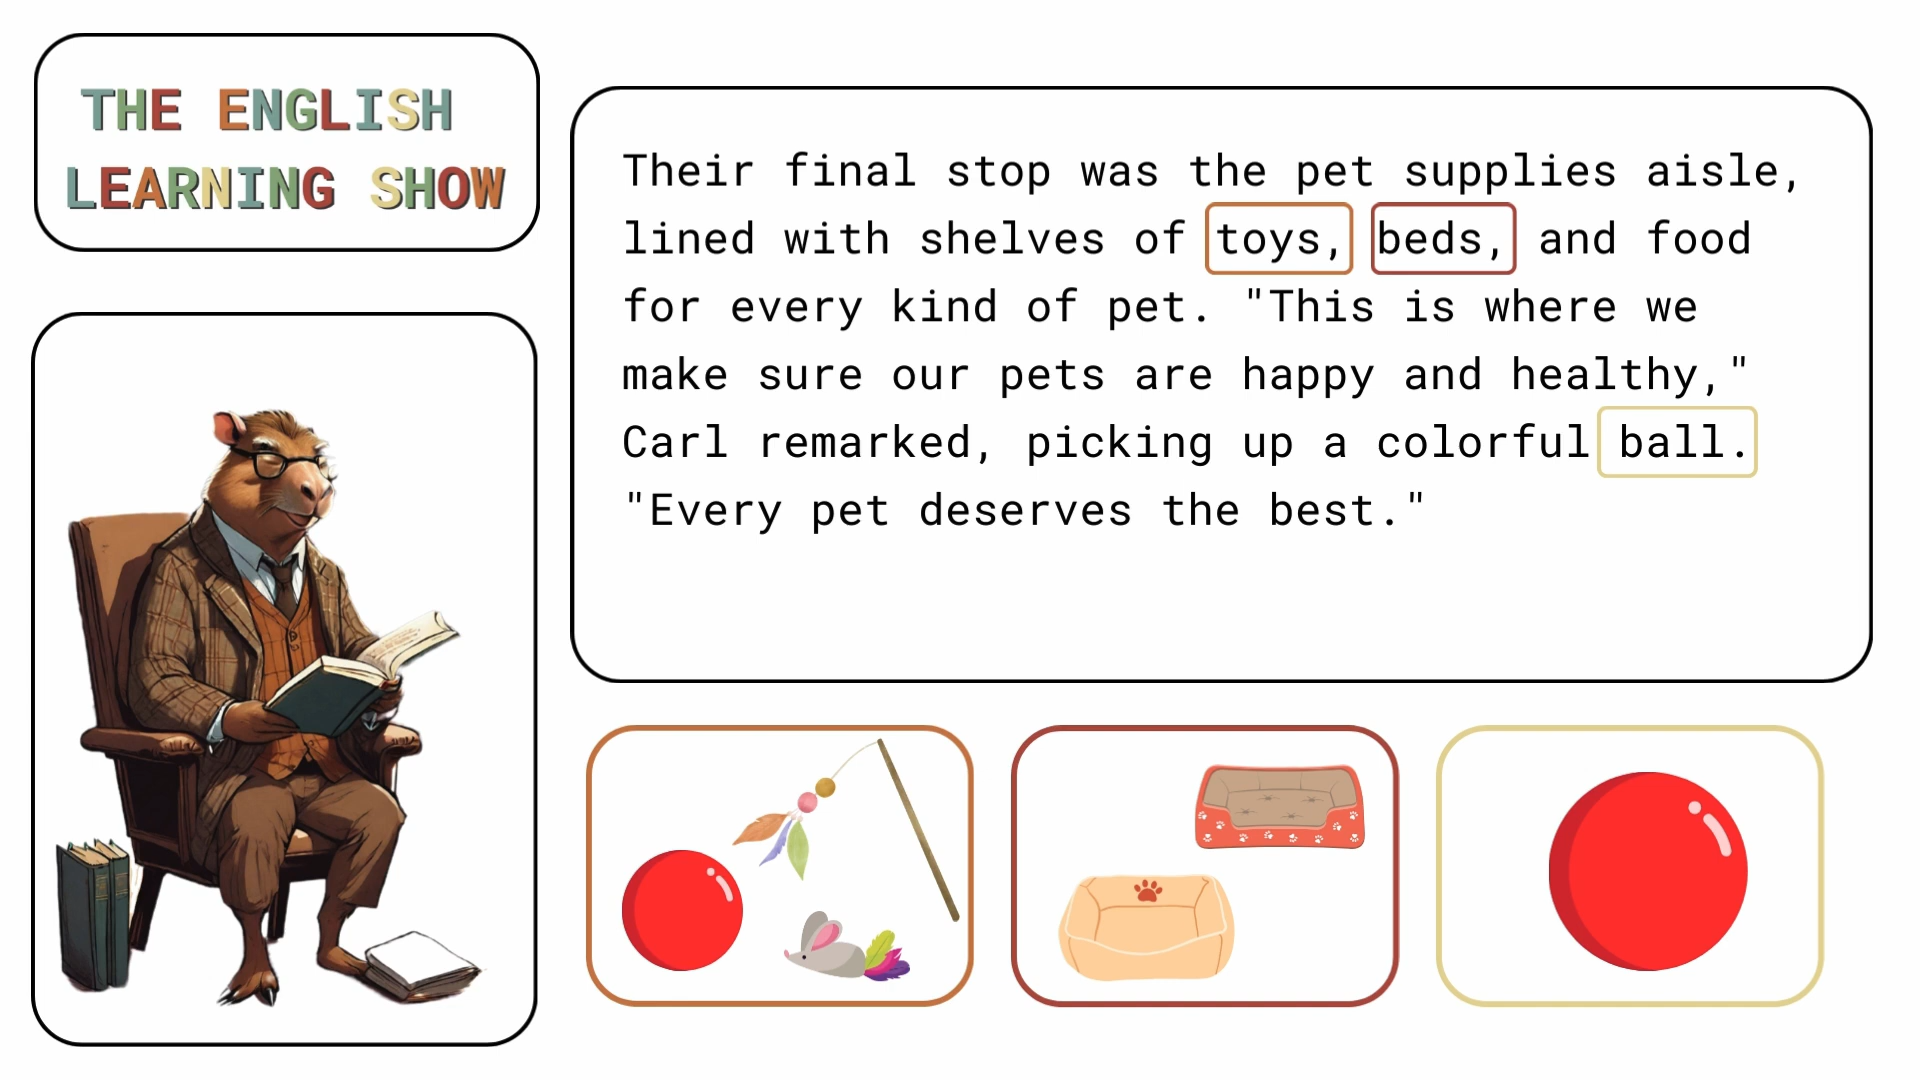 THE ENGLISH
LEARNING SHOW
Their final stop was the pet supplies aisle,
lined with shelves of toys, beds, and food
for every kind of pet. "This is where we
make sure our pets are happy and healthy,"
Carl remarked, picking up a colorful ball.
"Every pet deserves the best."